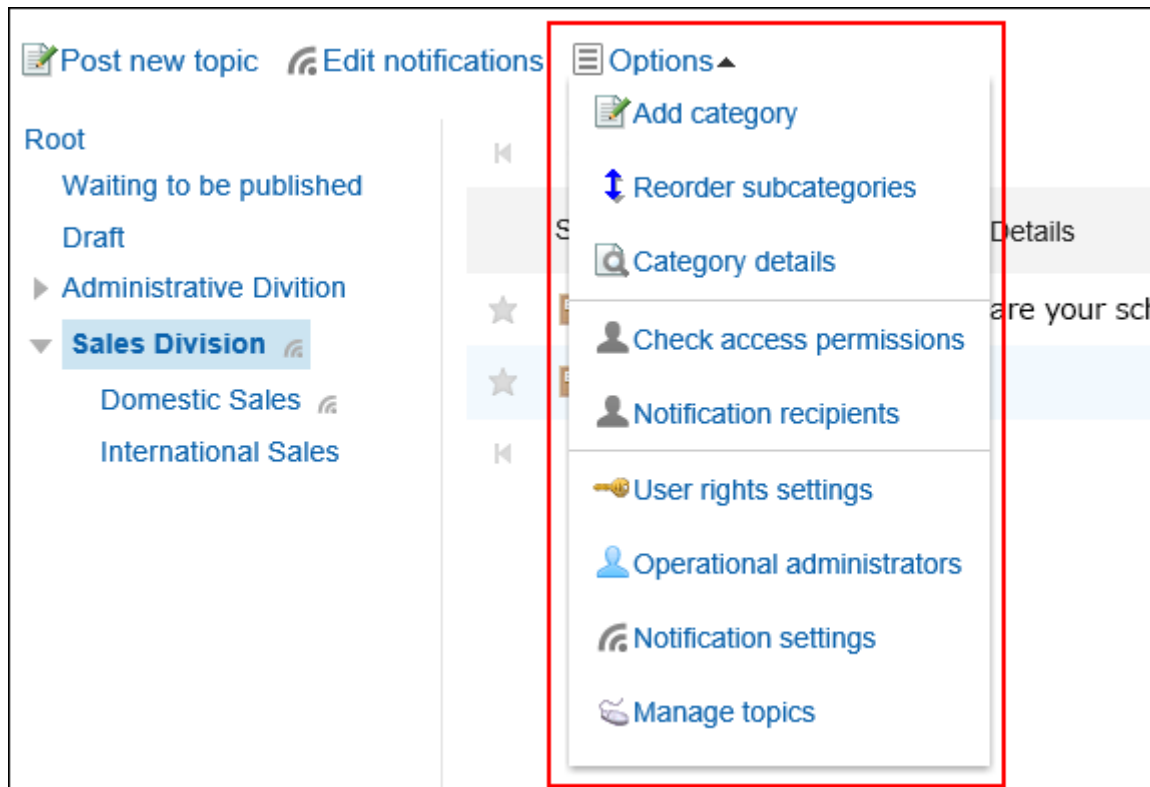 Post new topic Edit notifications Options
Add category
Root
Reorder subcategories
Waiting to be published
Draft
S Details
Category details
Administrative Divition
are your sch
Check access permissions
Sales Division
Domestic Sales
Notification recipients
International Sales
User rights settings
Operational administrators
Notification settings
Manage topics